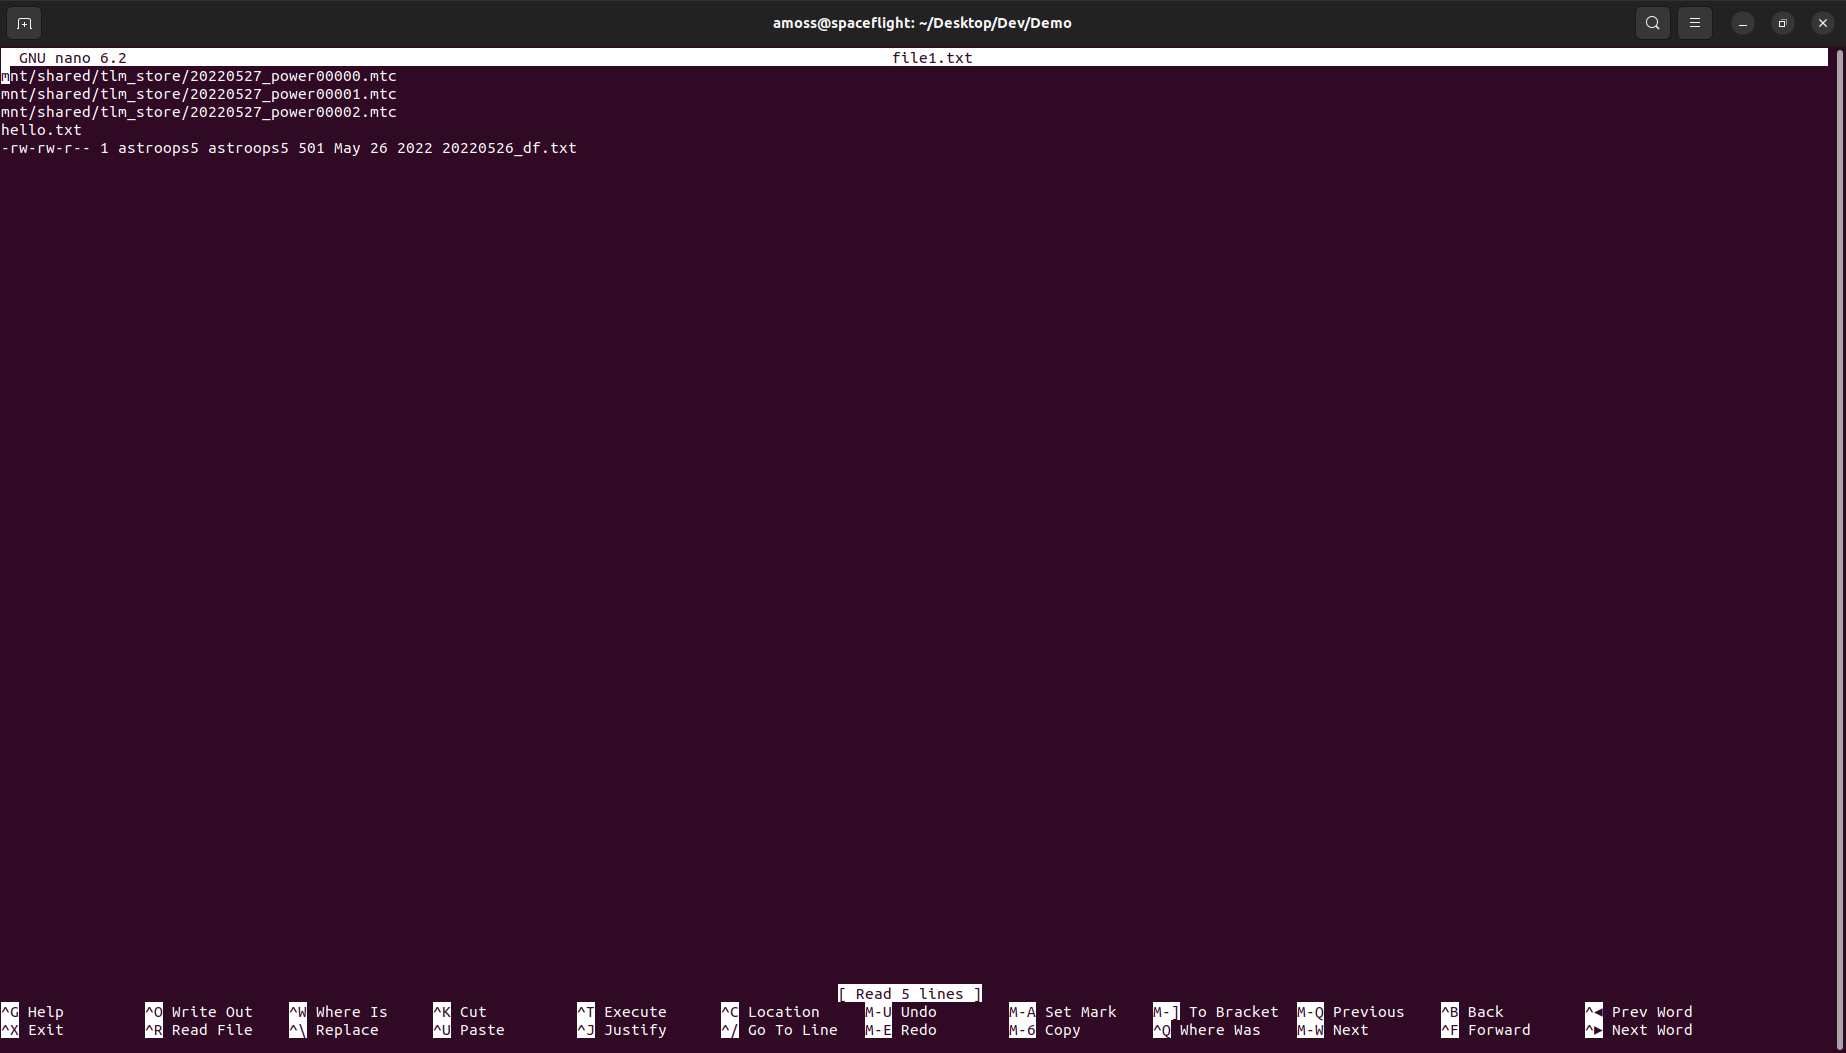 amoss@spaceflight: ~/Desktop/Dev/Demo
GNU nano 6.2 file1.txt
mnt/shared/tlm_store/20220527_power00000.mtc
mnt/shared/tlm_store/20220527_power00001.mtc
mnt/shared/tlm_store/20220527_power00002.mtc
hello.txt
-rw-rw-r-- 1 astroops5 astroops5 501 May 26 2022 20220526_df.txt
[ Read 5 lines ]
^G Help ^O Write Out ^W Where Is ^K Cut ^T Execute ^C Location M-U Undo M-A Set Mark M-] To Bracket M-Q Previous ^B Back ^◄ Prev Word
^X Exit ^R Read File ^\ Replace ^U Paste ^J Justify ^/ Go To Line M-E Redo M-6 Copy ^Q Where Was M-W Next ^F Forward ^► Next Word